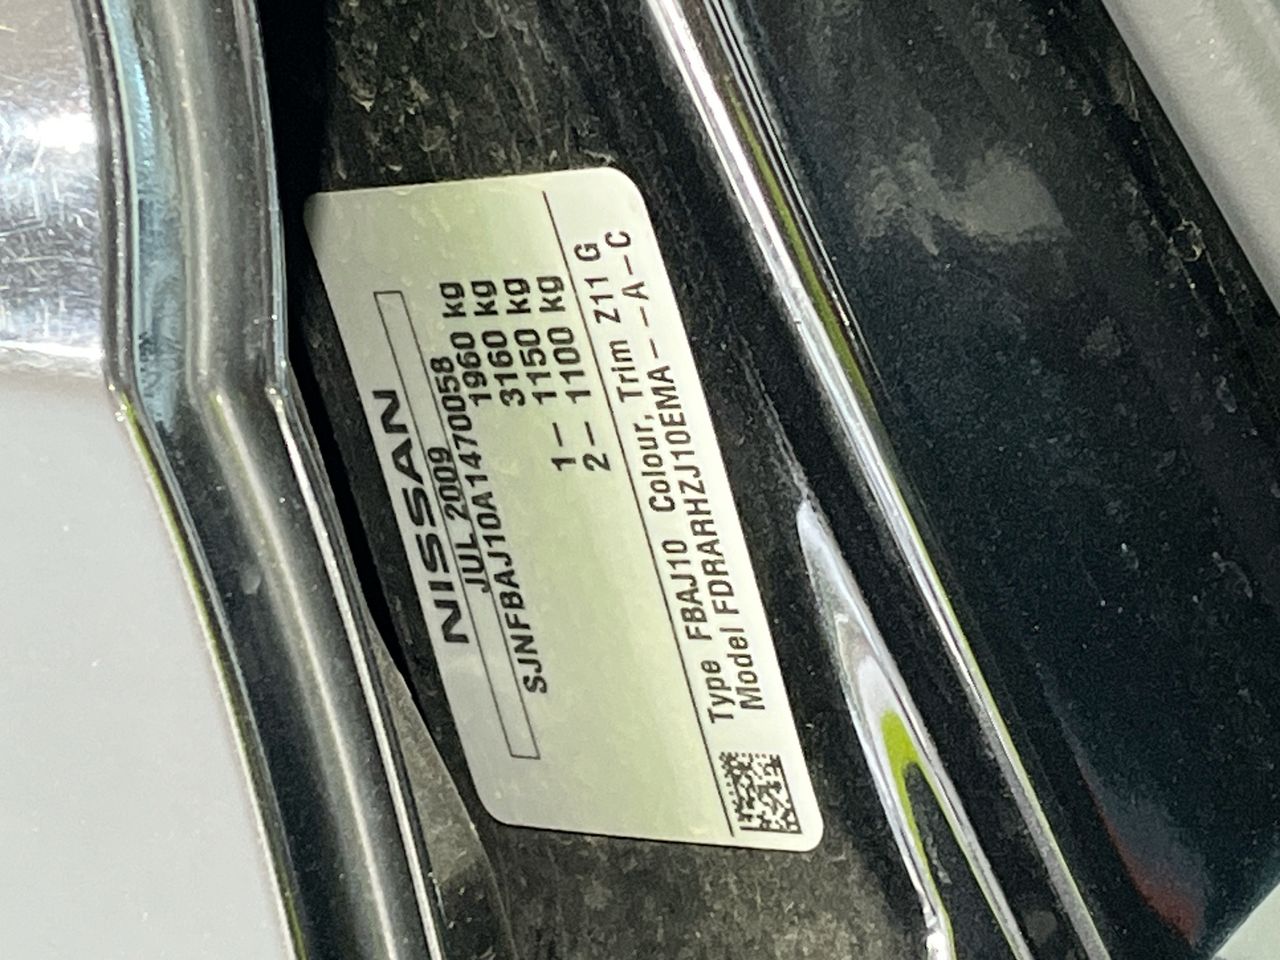 NISSAN
JUL 2009
SJNFBAJ10A1470058
1960 kg
3160 kg
1– 1150 kg
2– 1100 kg
Type FBAJ10 Colour, Trim Z11 G
Model FDRARHZJ10EMA---A-C